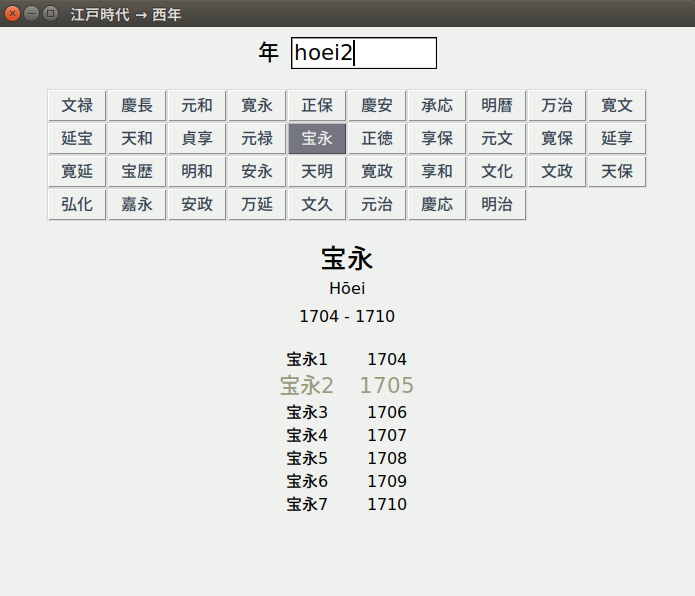 江戸時代 → 西年
年 hoei2
文禄 慶長 元和 寛永 正保 慶安 承応 明暦 万治 寛文
延宝 天和 貞享 元禄 宝永 正徳 享保 元文 寛保 延享
寛延 宝歴 明和 安永 天明 寛政 享和 文化 文政 天保
弘化 嘉永 安政 万延 文久 元治 慶応 明治
宝永
Hōei
1704 - 1710
宝永1 1704
宝永2 1705
宝永3 1706
宝永4 1707
宝永5 1708
宝永6 1709
宝永7 1710